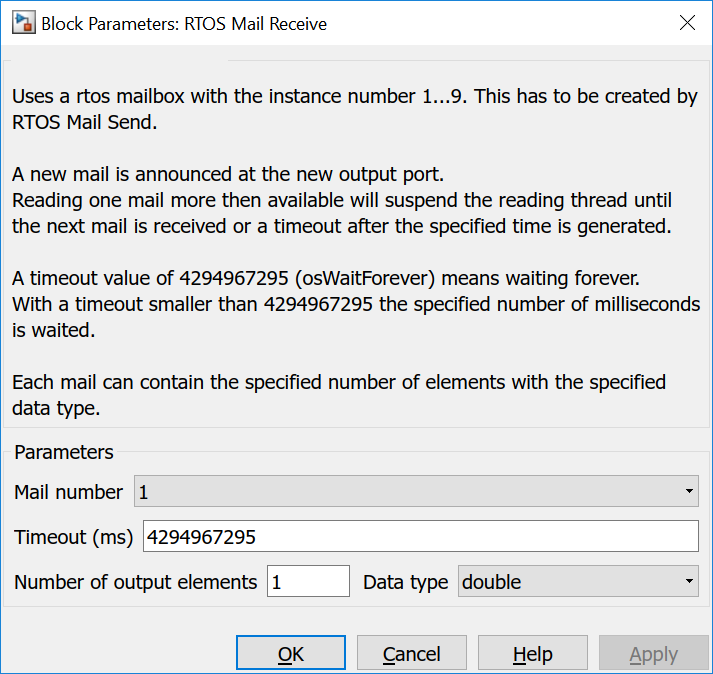 Block Parameters: RTOS Mail Receive
Uses a rtos mailbox with the instance number 1...9. This has to be created by
RTOS Mail Send.
A new mail is announced at the new output port.
Reading one mail more then available will suspend the reading thread until
the next mail is received or a timeout after the specified time is generated.
A timeout value of 4294967295 (osWaitForever) means waiting forever.
With a timeout smaller than 4294967295 the specified number of milliseconds
is waited.
Each mail can contain the specified number of elements with the specified
data type.
Parameters
Mail number 1
Timeout (ms) 4294967295
Number of output elements 1 Data type double
OK Cancel Help Apply